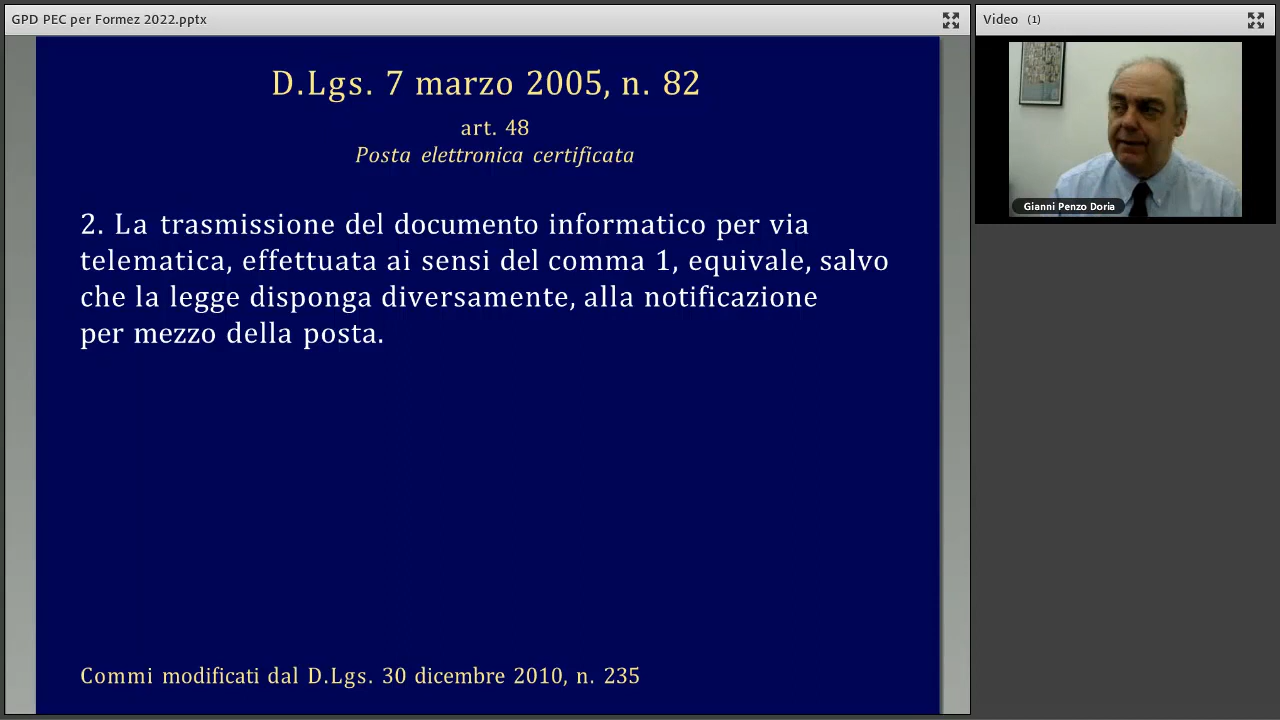 GPD PEC per Formez 2022.pptx
Video (1)
D.Lgs. 7 marzo 2005, n. 82
art. 48
Posta elettronica certificata
2. La trasmissione del documento informatico per via
telematica, effettuata ai sensi del comma 1, equivale, salvo
che la legge disponga diversamente, alla notificazione
per mezzo della posta.
Commi modificati dal D.Lgs. 30 dicembre 2010, n. 235
Gianni Penzo Doria